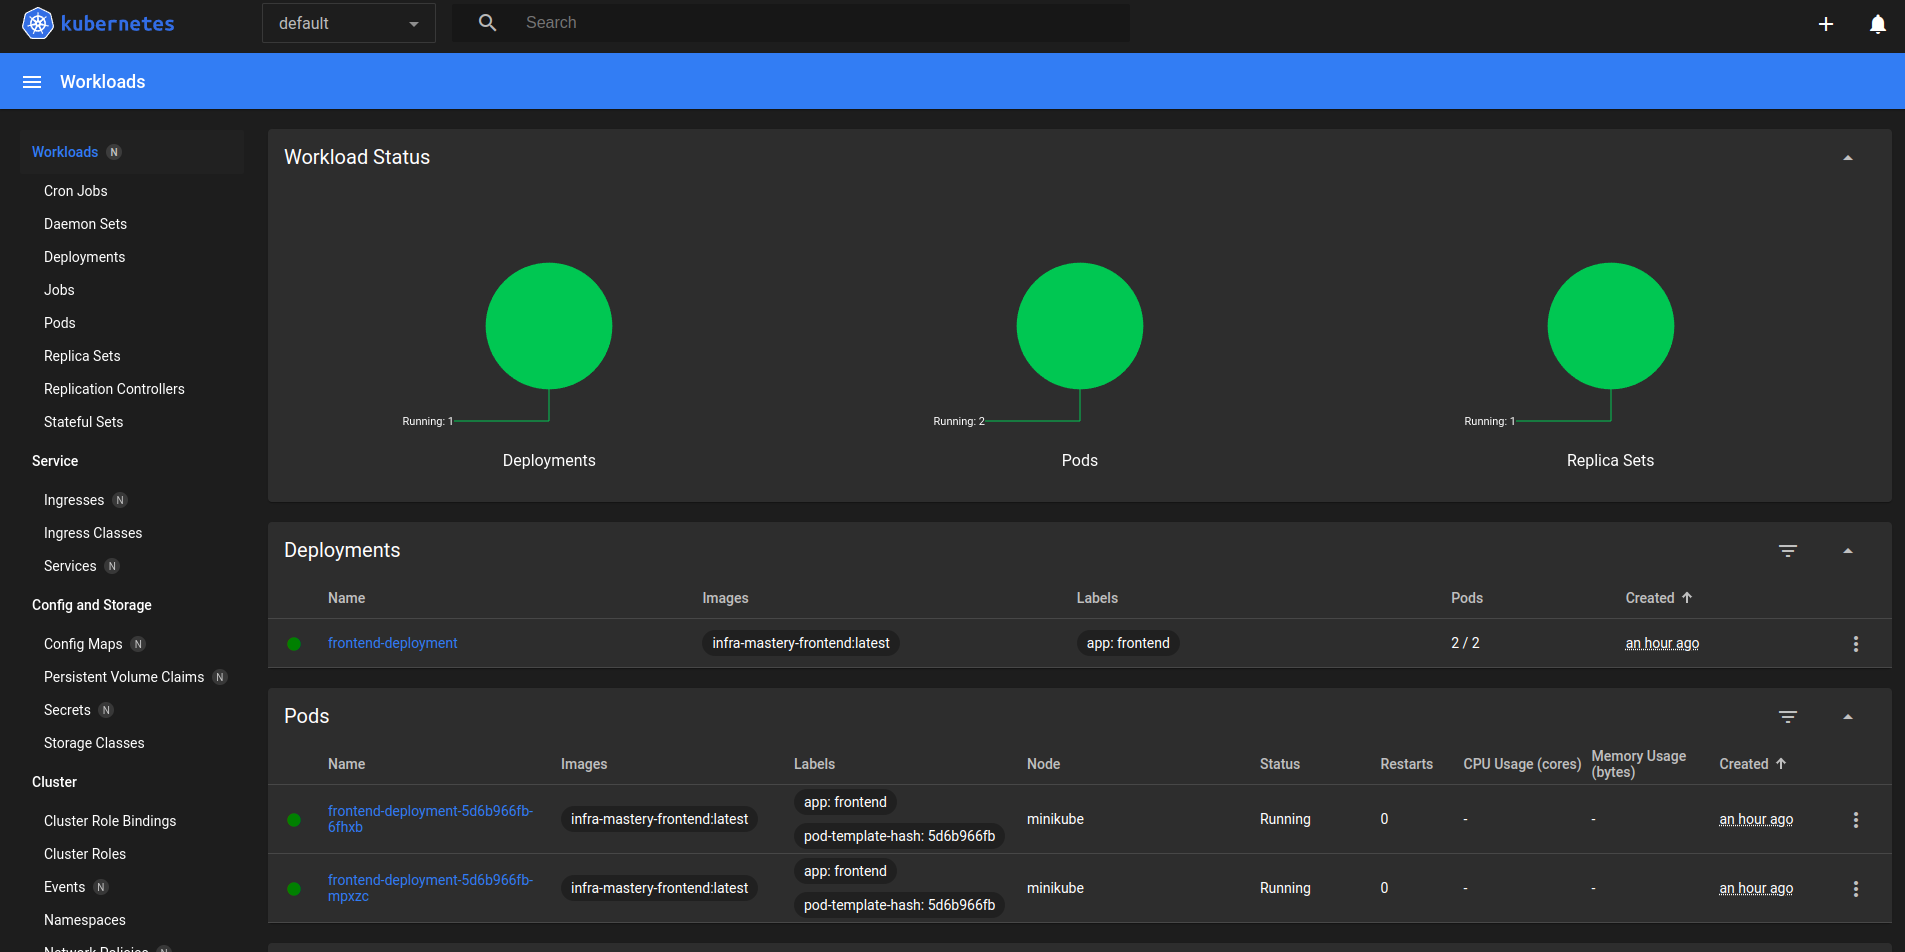 kubernetes
default
Search
Workloads
Workloads N
Cron Jobs
Daemon Sets
Deployments
Jobs
Pods
Replica Sets
Replication Controllers
Stateful Sets
Service
Ingresses N
Ingress Classes
Services N
Config and Storage
Config Maps N
Persistent Volume Claims N
Secrets N
Storage Classes
Cluster
Cluster Role Bindings
Cluster Roles
Events N
Namespaces
Network Policies N
Workload Status
Running: 1
Deployments
Running: 2
Pods
Running: 1
Replica Sets
Deployments
Name Images Labels Pods Created
frontend-deployment infra-mastery-frontend:latest app: frontend 2 / 2 an hour ago
Pods
Name Images Labels Node Status Restarts CPU Usage (cores) Memory Usage (bytes) Created
frontend-deployment-5d6b966fb-
6fhxb
infra-mastery-frontend:latest
app: frontend
pod-template-hash: 5d6b966fb
minikube Running 0 - - an hour ago
frontend-deployment-5d6b966fb-
mpxzc
infra-mastery-frontend:latest
app: frontend
pod-template-hash: 5d6b966fb
minikube Running 0 - - an hour ago